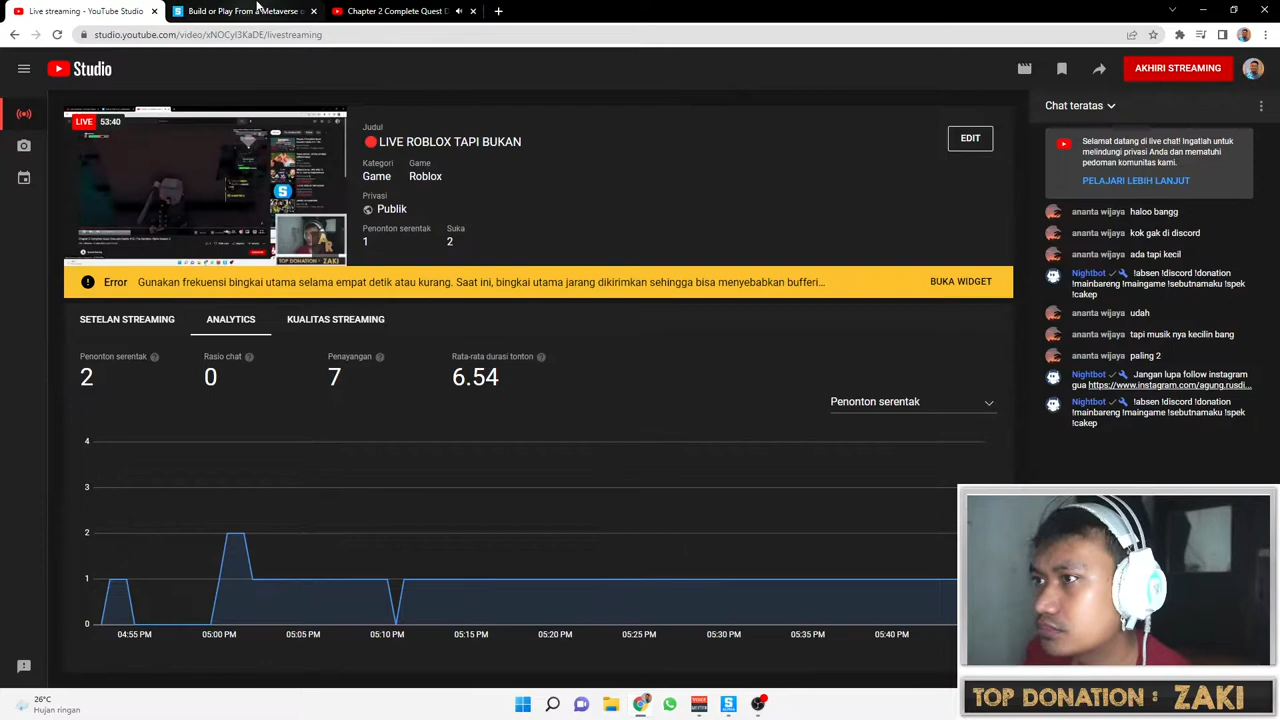 Live streaming - YouTube Studio
Build or Play From a Metaverse o
Chapter 2 Complete Quest D
studio.youtube.com/video/xNOCyI3KaDE/livestreaming
Studio
AKHIRI STREAMING
LIVE 53:40
Judul
LIVE ROBLOX TAPI BUKAN
EDIT
Kategori Game
Game Roblox
Privasi
Publik
Penonton serentak Suka
1 2
Error Gunakan frekuensi bingkai utama selama empat detik atau kurang. Saat ini, bingkai utama jarang dikirimkan sehingga bisa menyebabkan bufferi...
BUKA WIDGET
SETELAN STREAMING ANALYTICS KUALITAS STREAMING
Penonton serentak Rasio chat Penayangan Rata-rata durasi tonton
2 0 7 6.54
Penonton serentak
4
3
2
1
0
04:55 PM 05:00 PM 05:05 PM 05:10 PM 05:15 PM 05:20 PM 05:25 PM 05:30 PM 05:35 PM 05:40 PM
Chat teratas
Selamat datang di live chat! Ingatlah untuk
melindungi privasi Anda dan mematuhi
pedoman komunitas kami.
PELAJARI LEBIH LANJUT
ananta wijaya haloo bangg
ananta wijaya kok gak di discord
ananta wijaya ada tapi kecil
Nightbot !absen !discord !donation
!mainbareng !maingame !sebutnamaku !spek
!cakep
ananta wijaya udah
ananta wijaya tapi musik nya kecilin bang
ananta wijaya paling 2
Nightbot Jangan lupa follow instagram
gua https://www.instagram.com/agung.rusdi...
Nightbot !absen !discord !donation
!mainbareng !maingame !sebutnamaku !spek
!cakep
TOP DONATION : ZAKI
26°C
Hujan ringan